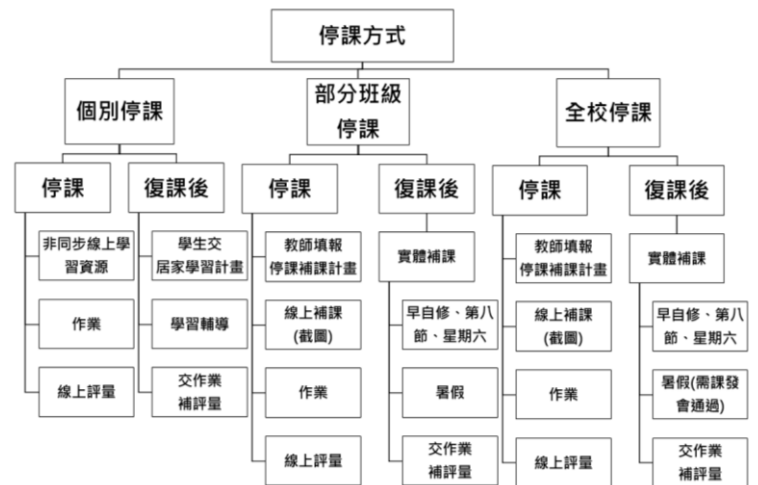 停課方式
個別停課
部分班級
停課
全校停課
停課
復課後
停課
復課後
停課
復課後
非同步線上學
習資源
作業
線上評量
學生交
居家學習計畫
學習輔導
交作業
補評量
教師填報
停課補課計畫
線上補課
(截圖)
作業
線上評量
實體補課
早自修、第八
節、星期六
暑假
交作業
補評量
教師填報
停課補課計畫
線上補課
(截圖)
作業
線上評量
實體補課
早自修、第八
節、星期六
暑假(需課發
會通過)
交作業
補評量